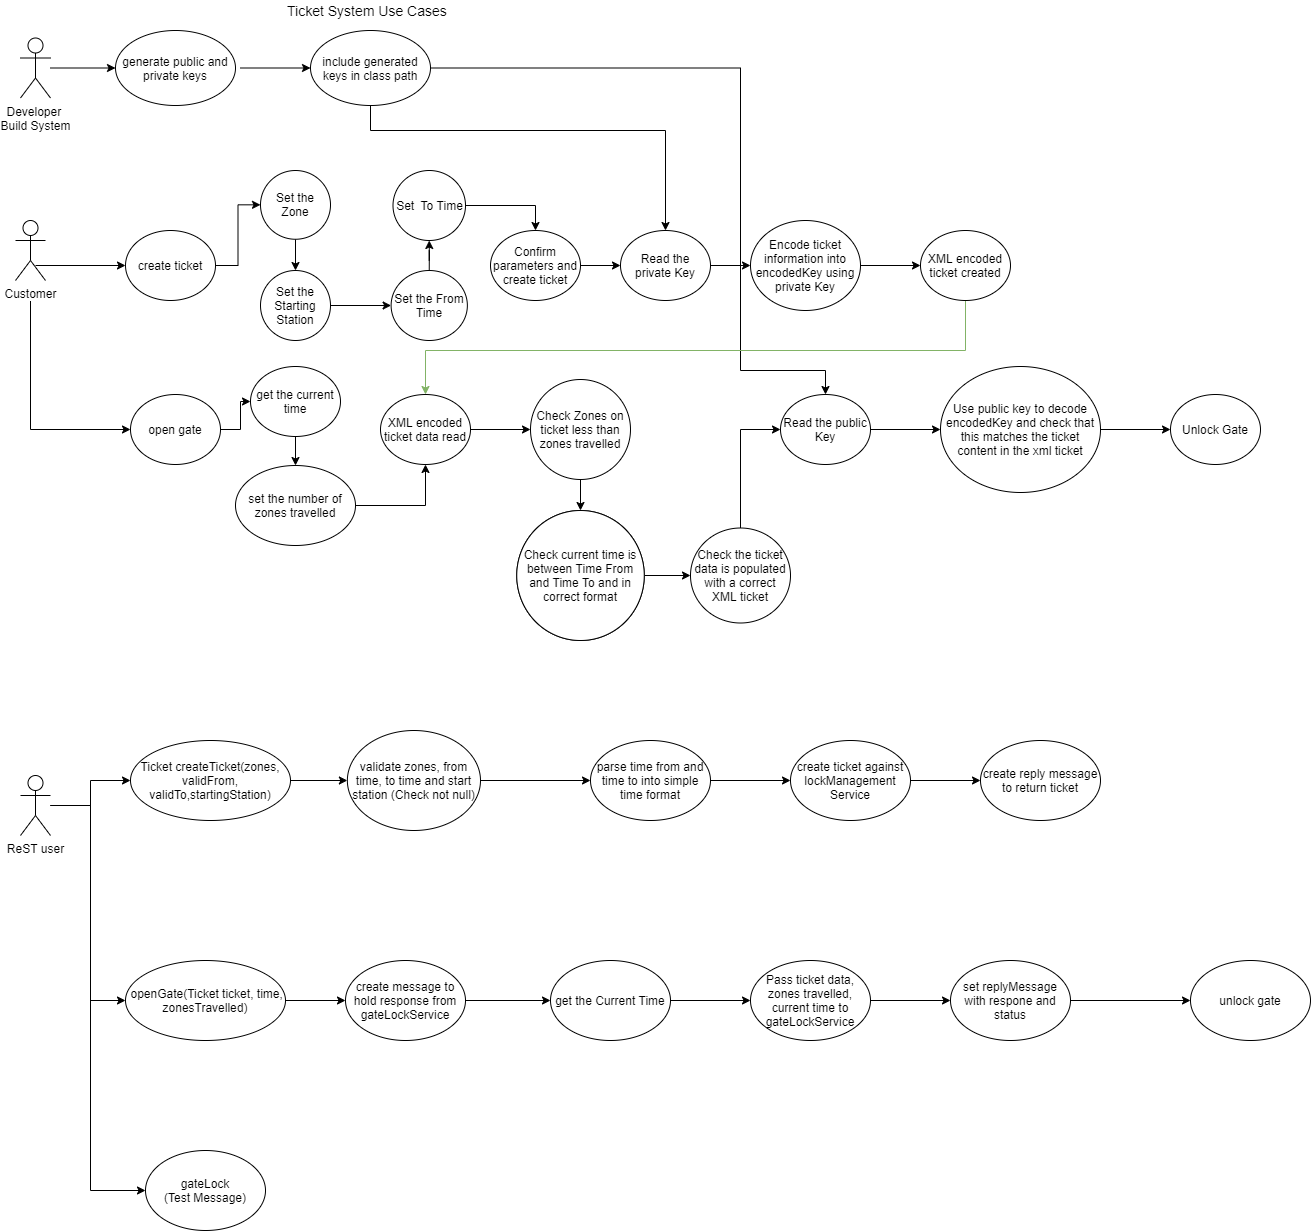 Ticket System Use Cases
generate public and
private keys
include generated
keys in class path
Developer
Build System
Customer
create ticket
Set the
Zone
Set the
Starting
Station
Set the From
Time
Set  To Time
Confirm
parameters and
create ticket
Read the
private Key
Encode ticket
information into
encodedKey using
private Key
XML encoded
ticket created
open gate
get the current
time
set the number of
zones travelled
XML encoded
ticket data read
Check Zones on
ticket less than
zones travelled
Check current time is
between Time From
and Time To and in
correct format
Check the ticket
data is populated
with a correct
XML ticket
Read the public
Key
Use public key to decode
encodedKey and check that
this matches the ticket
content in the xml ticket
Unlock Gate
ReST user
Ticket createTicket(zones,
validFrom,
validTo,startingStation)
validate zones, from
time, to time and start
station (Check not null)
parse time from and
time to into simple
time format
create ticket against
lockManagement
Service
create reply message
to return ticket
openGate(Ticket ticket, time,
zonesTravelled)
create message to
hold response from
gateLockService
get the Current Time
Pass ticket data,
zones travelled,
current time to
gateLockService
set replyMessage
with respone and
status
unlock gate
gateLock
(Test Message)